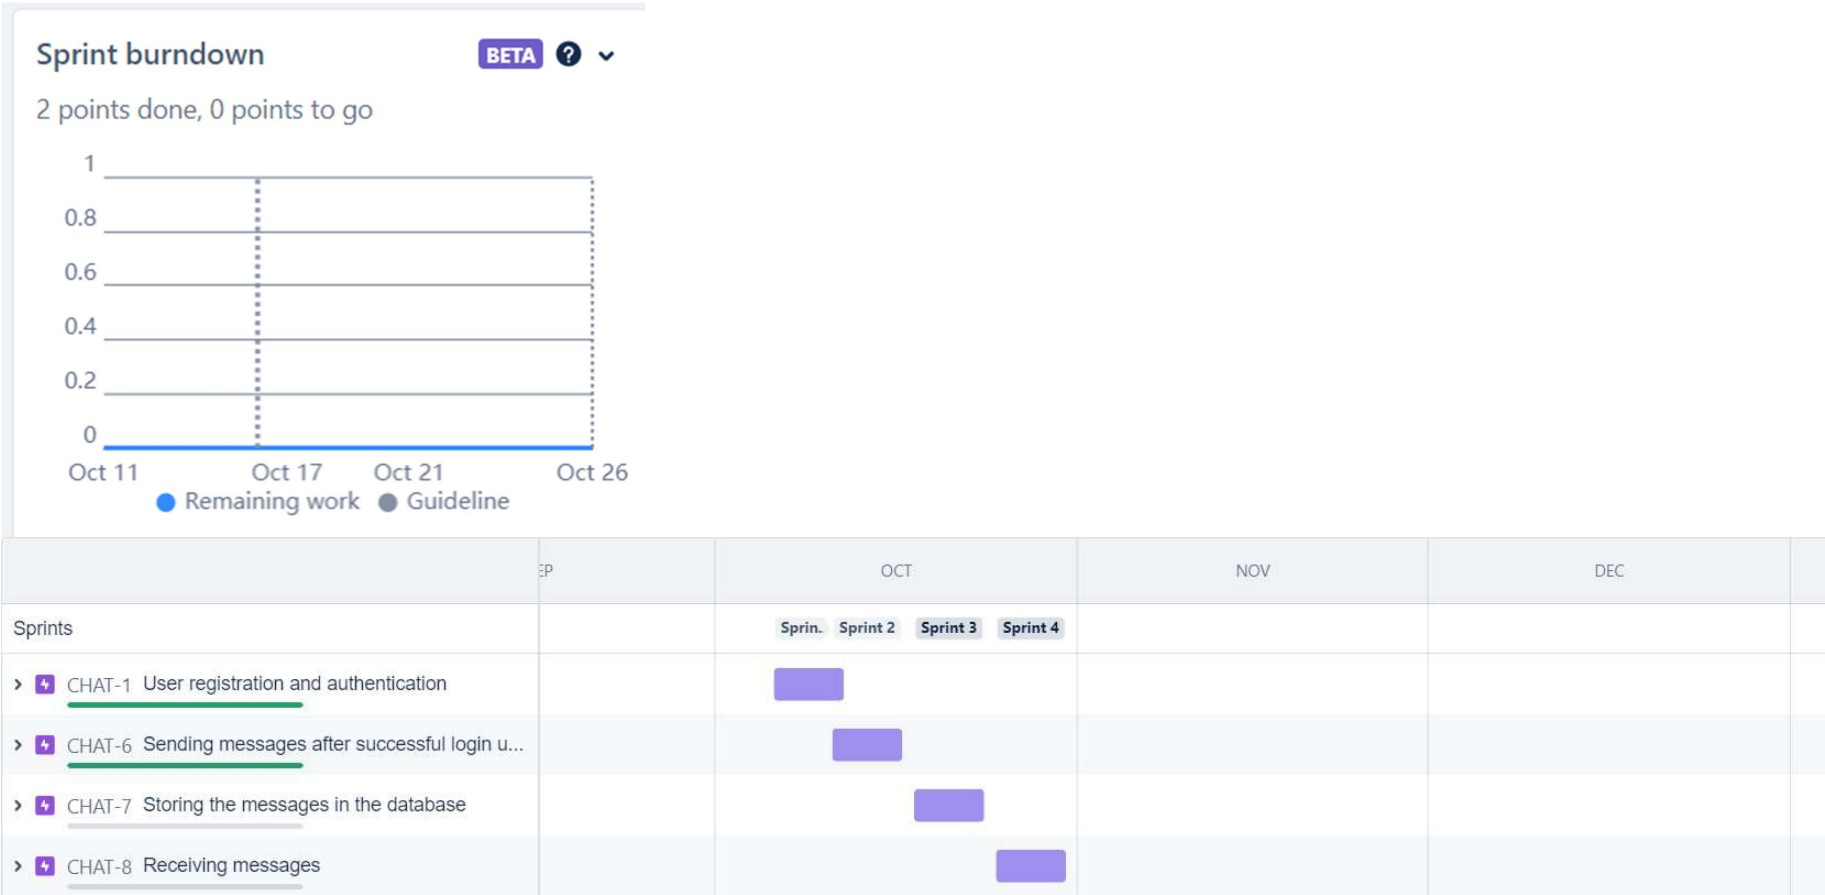 Sprint burndown BETA ?
2 points done, 0 points to go
1
0.8
0.6
0.4
0.2
0
Oct 11 Oct 17 Oct 21 Oct 26
Remaining work Guideline
EP OCT NOV DEC
Sprints Sprin. Sprint 2 Sprint 3 Sprint 4
CHAT-1 User registration and authentication
CHAT-6 Sending messages after successful login u...
CHAT-7 Storing the messages in the database
CHAT-8 Receiving messages